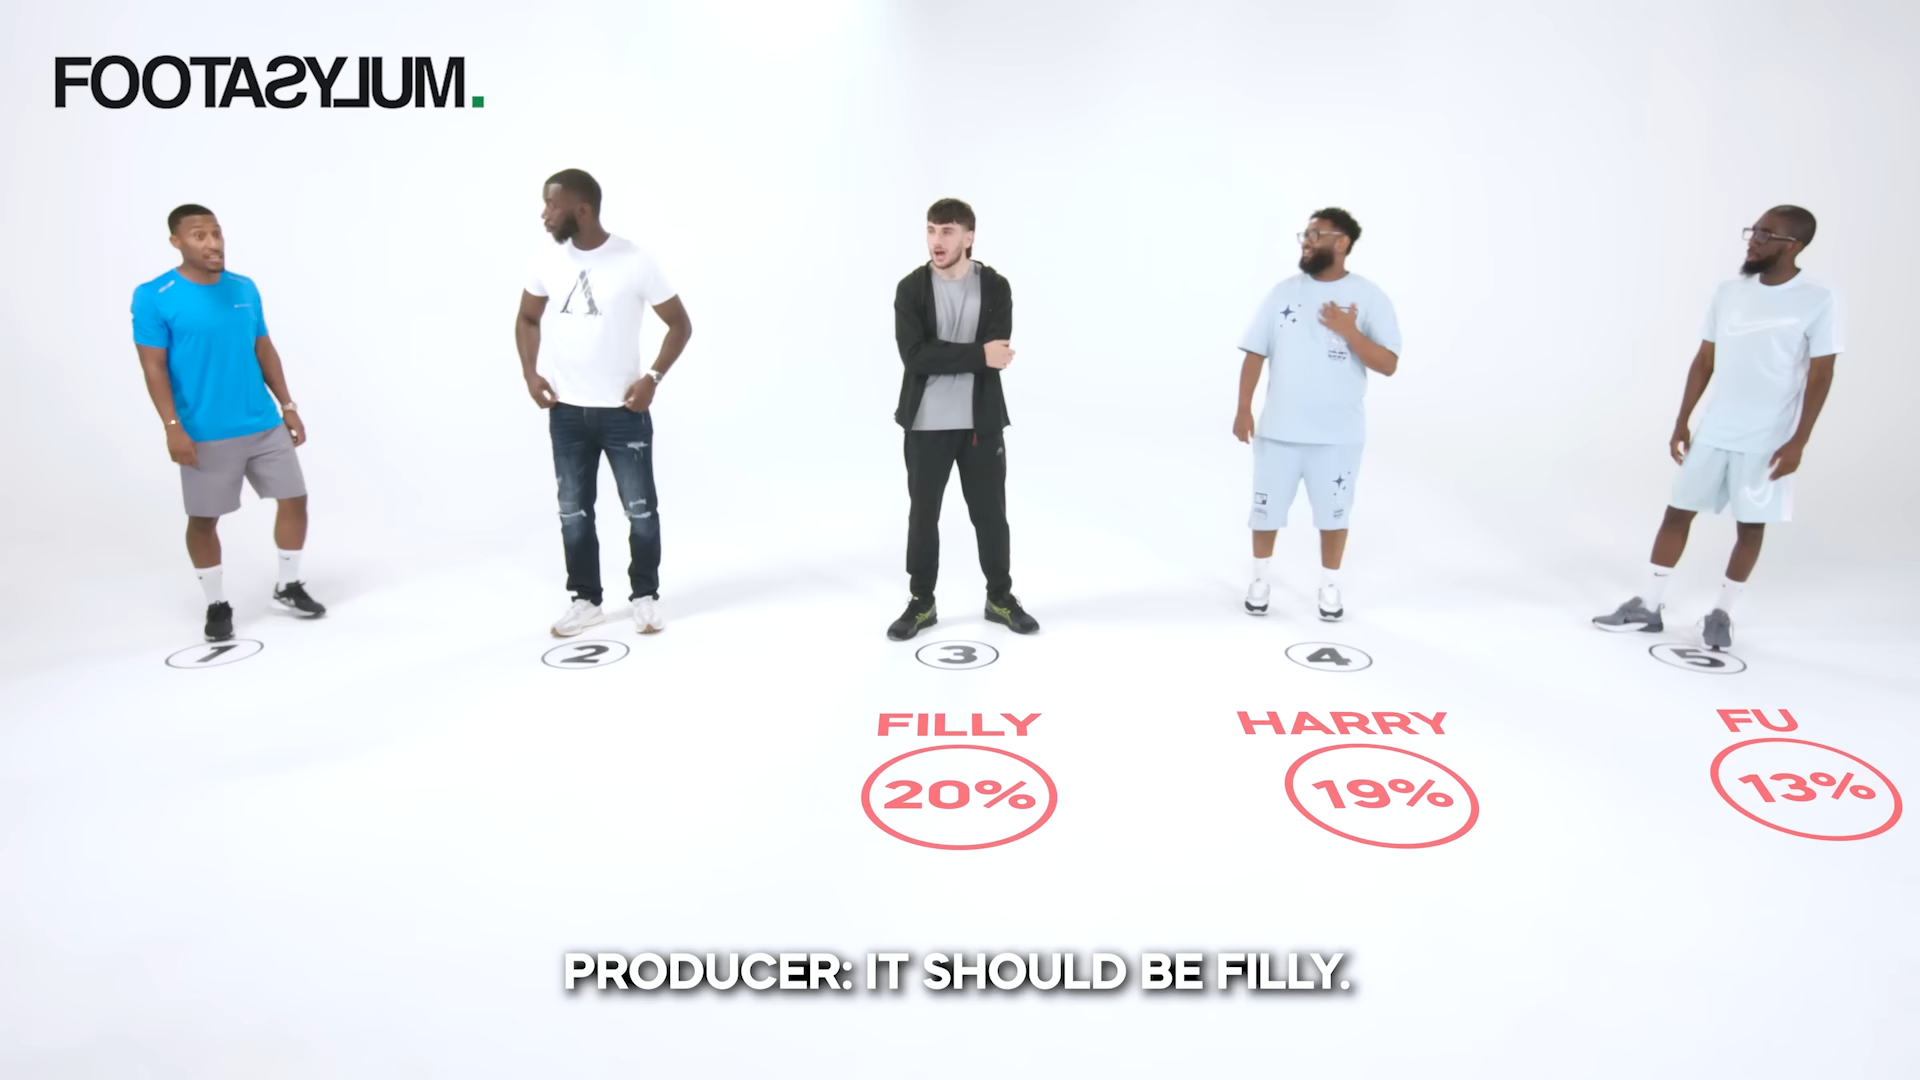 FOOTASYLUM.
1 2 3 4 5
FILLY HARRY FU
20% 19% 13%
PRODUCER: IT SHOULD BE FILLY.